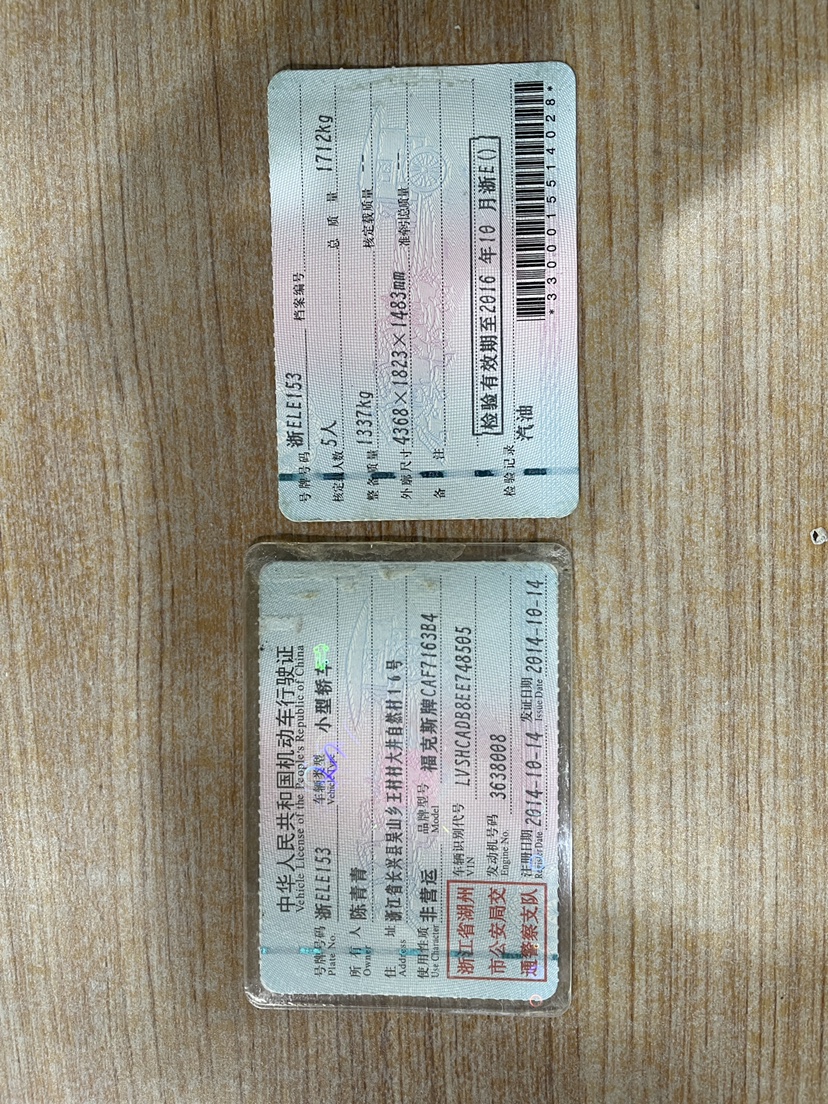 中华人民共和国机动车行驶证
Vehicle License of the People's Republic of China
号牌号码 浙ELE153 车辆类型 小型轿车
Plate No. Vehicle Type
所有人 陈青青
Owner
住址 浙江省长兴县吴山乡王村村大井自然村16号
Address
使用性质 非营运 品牌型号 福克斯牌CAF7163B4
Use Character Model
浙江省湖州
市公安局交
通警察支队
车辆识别代号 LVSHCADB8EE748505
VIN
发动机号码 3638008
Engine No.
注册日期 2014-10-14 发证日期 2014-10-14
Register Date Issue Date
号牌号码 浙ELE153 档案编号
核定载人数 5人 总质量 1712kg
整备质量 1337kg 核定载质量 --
外廓尺寸 4368×1823×1483mm 准牵引总质量 --
备注
检验有效期至2016年10月浙E()
检验记录 汽油
*3300015514028*